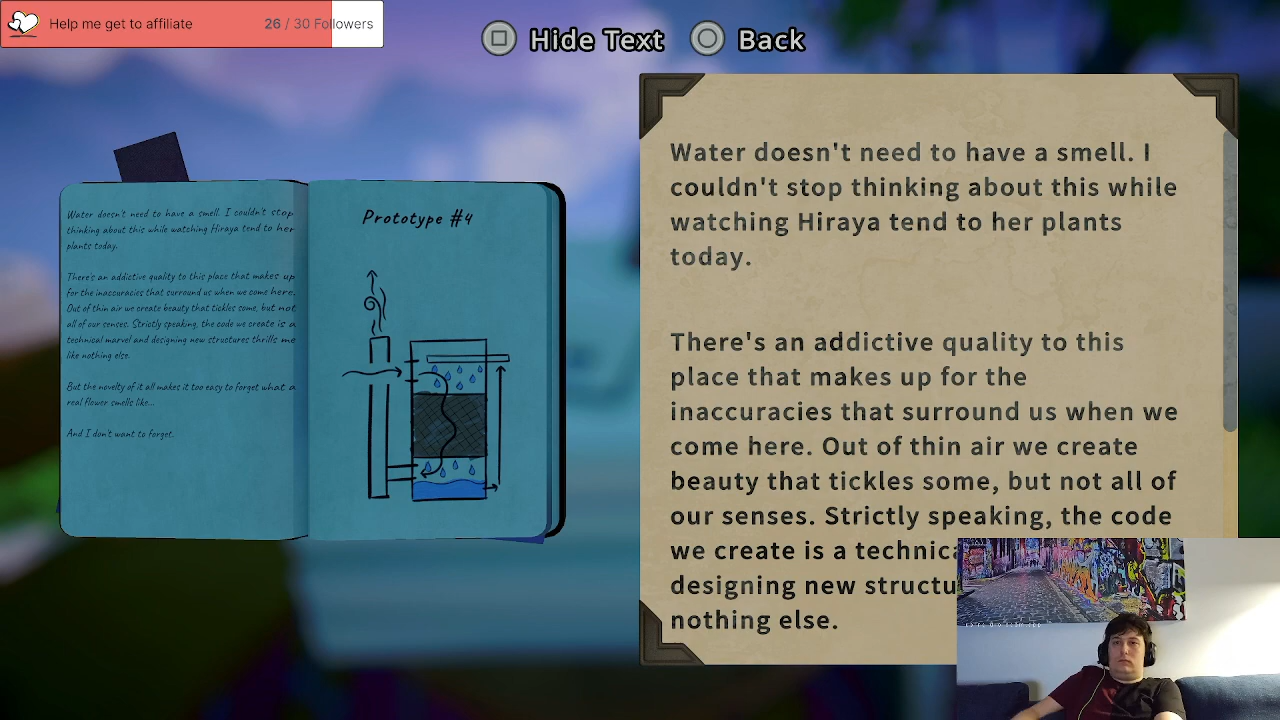 Help me get to affiliate
26 / 30 Followers
Hide Text
Back
Water doesn't need to have a smell. I couldn't stop
thinking about this while watching Hiraya tend to her
plants today.
There's an addictive quality to this place that makes up
for the inaccuracies that surround us when we come here.
Out of thin air we create beauty that tickles some, but not
all of our senses. Strictly speaking, the code we create is a
technical marvel and designing new structures thrills me
like nothing else.
But the novelty of it all makes it too easy to forget what a
real flower smells like...
And I don't want to forget.
Prototype #4
Water doesn't need to have a smell. I
couldn't stop thinking about this while
watching Hiraya tend to her plants
today.
There's an addictive quality to this
place that makes up for the
inaccuracies that surround us when we
come here. Out of thin air we create
beauty that tickles some, but not all of
our senses. Strictly speaking, the code
we create is a technica
designing new structu
nothing else.